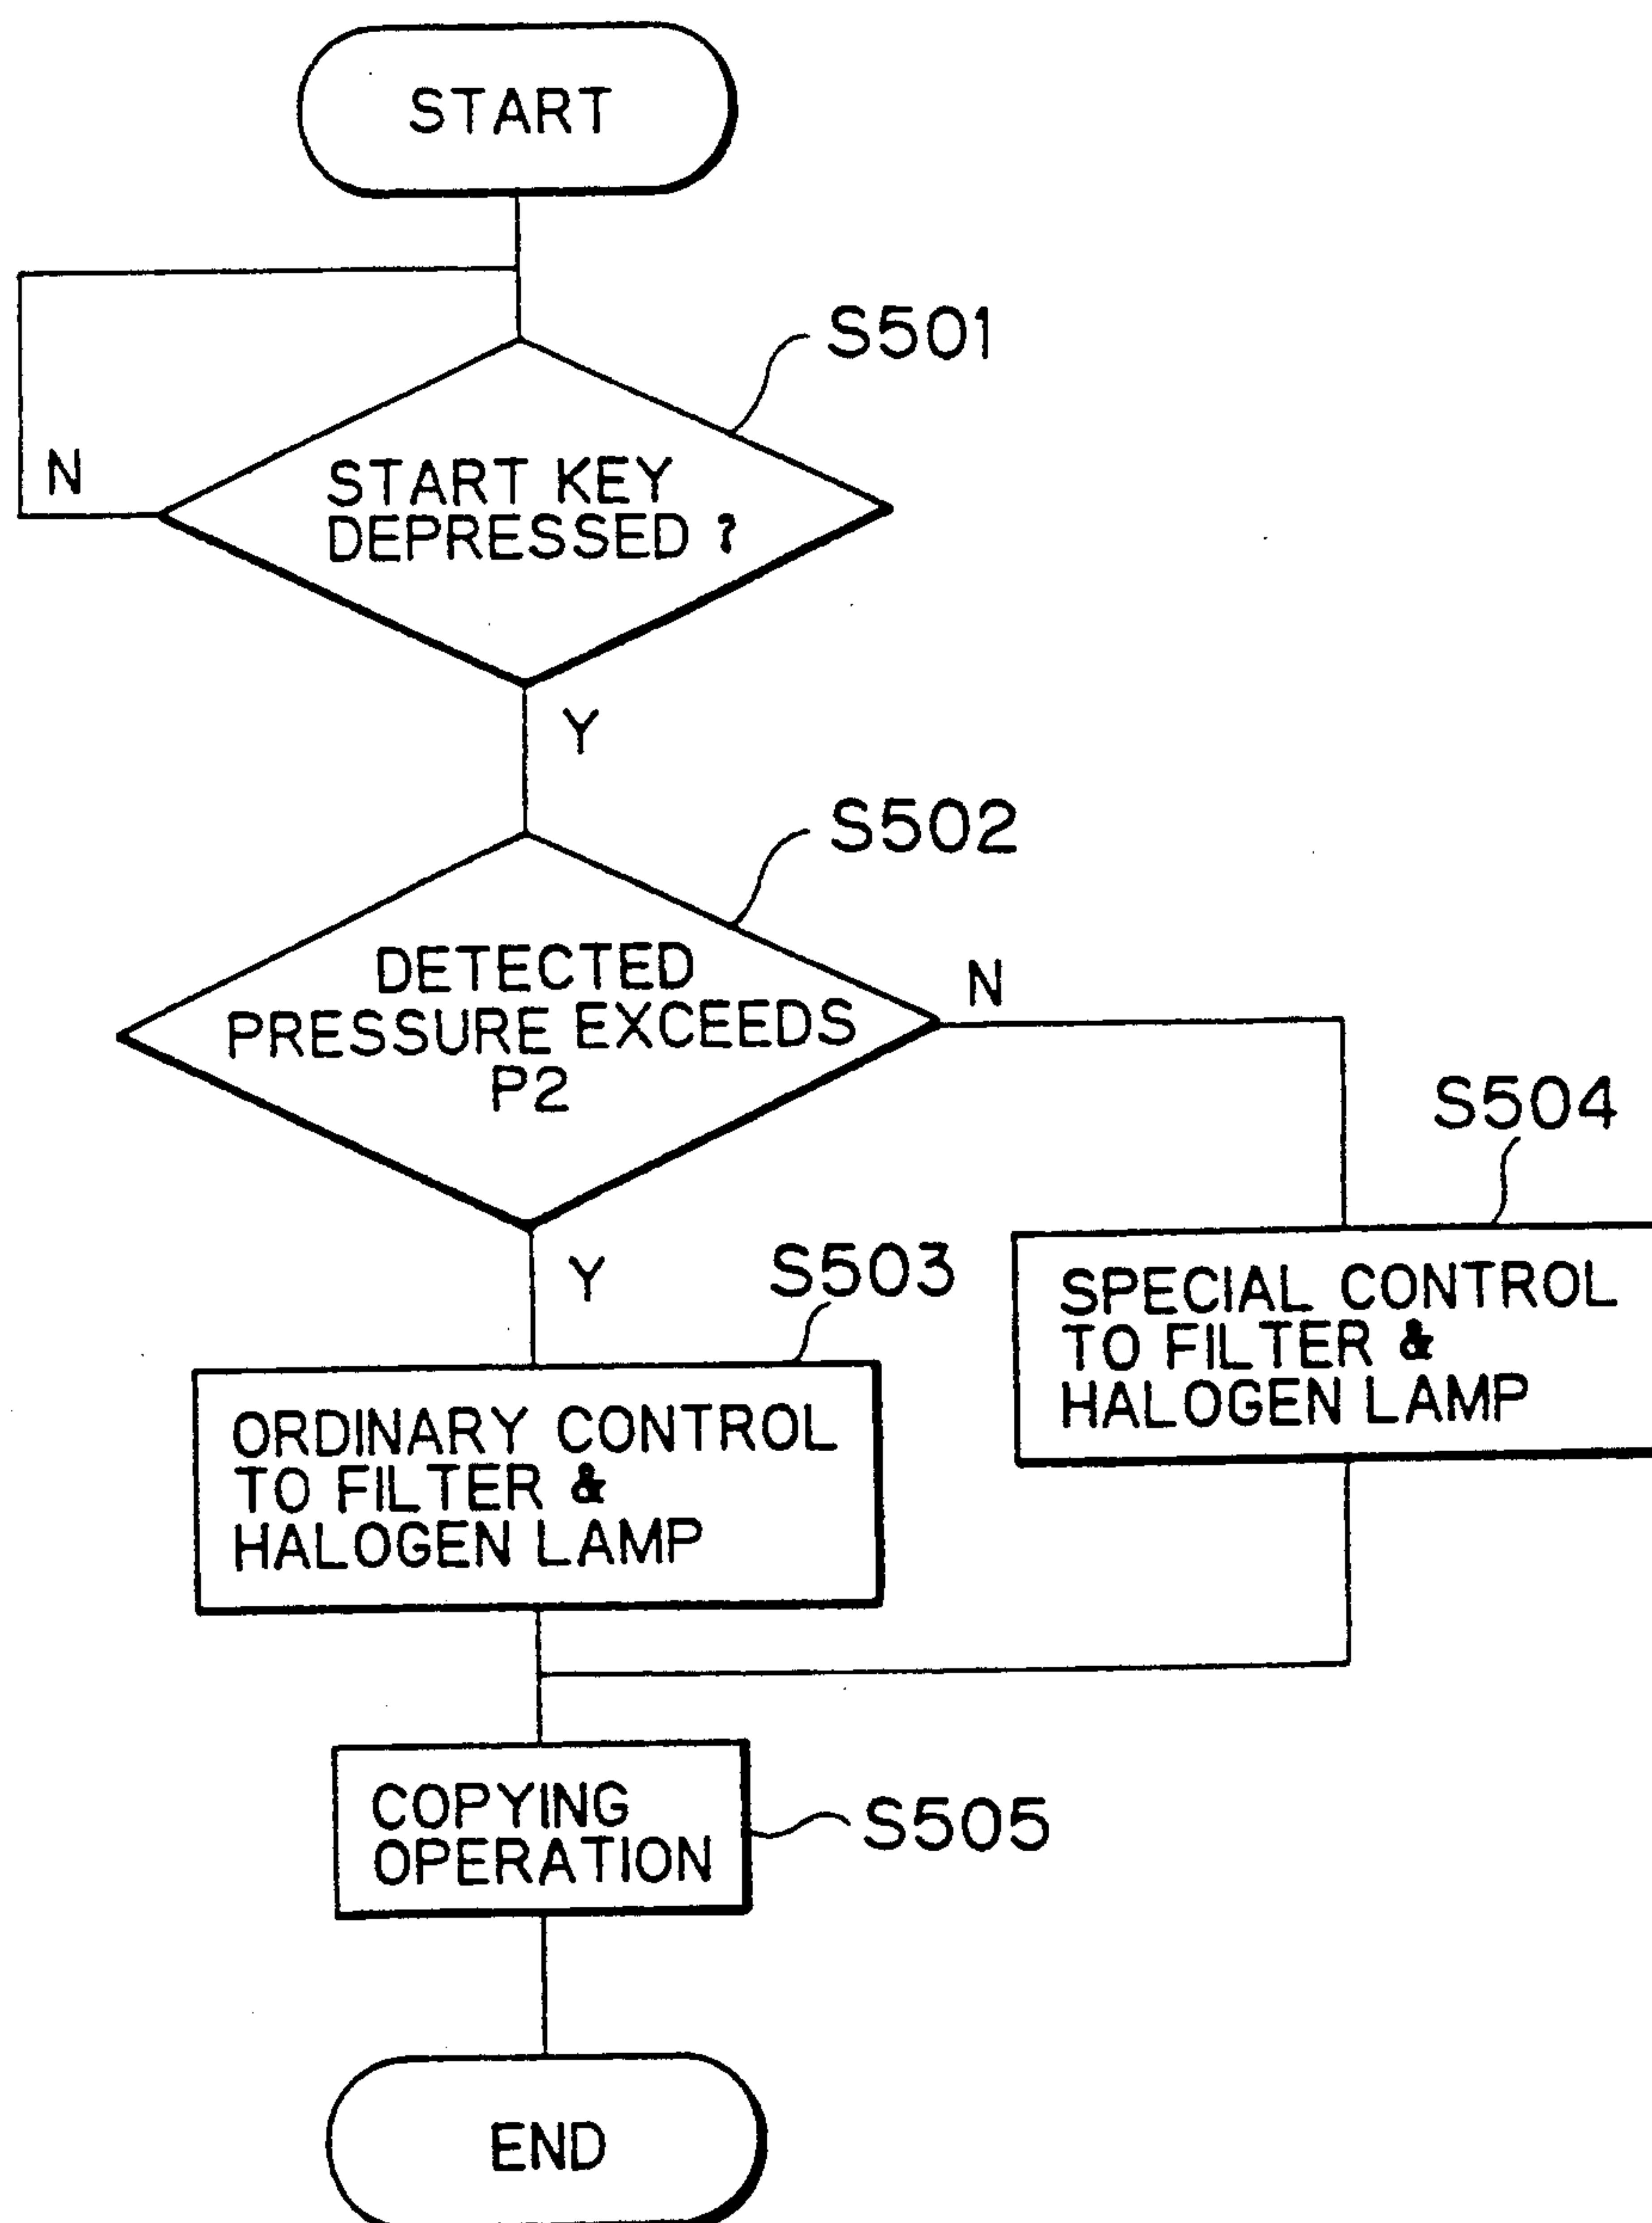 START
S501
N
START KEY
DEPRESSED ?
Y
S502
DETECTED
PRESSURE EXCEEDS
P2
N
S504
Y
S503
SPECIAL CONTROL
TO FILTER &
HALOGEN LAMP
ORDINARY CONTROL
TO FILTER &
HALOGEN LAMP
COPYING
OPERATION
S505
END